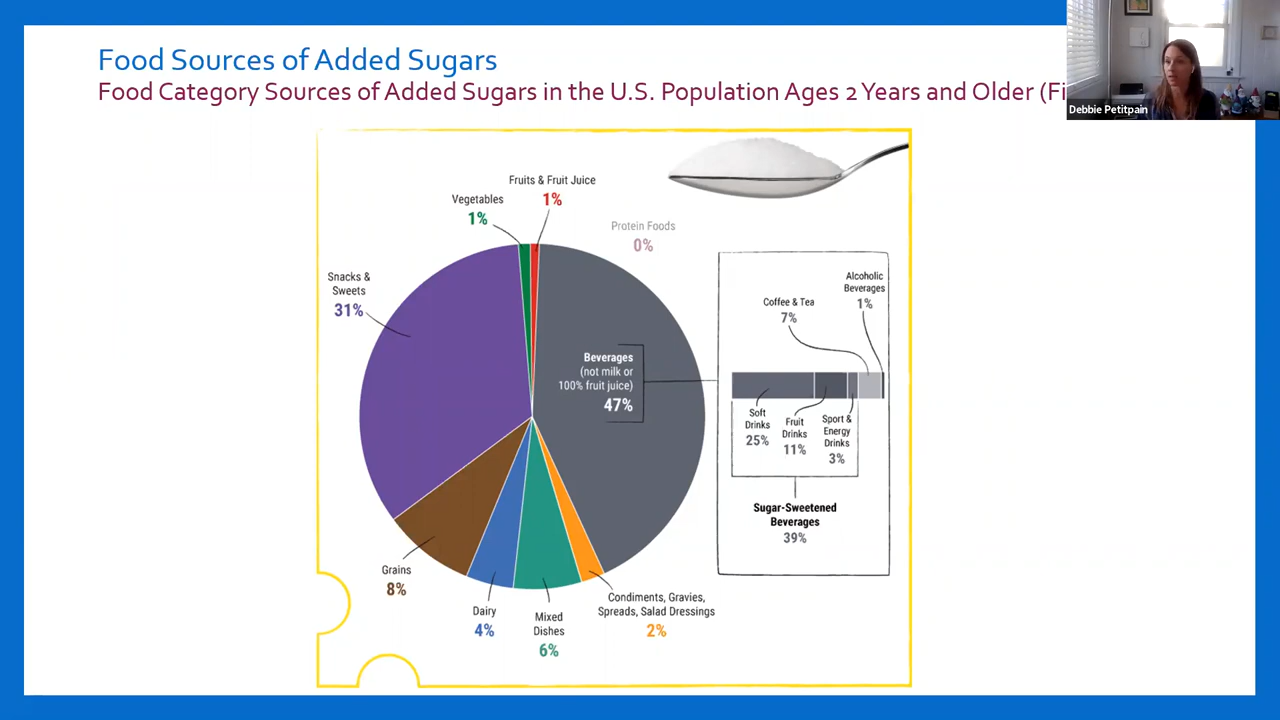 Food Sources of Added Sugars
Food Category Sources of Added Sugars in the U.S. Population Ages 2 Years and Older (Fi
Debbie Petitpain
Fruits & Fruit Juice
1%
Vegetables
1%
Protein Foods
0%
Snacks &
Sweets
31%
Beverages
(not milk or
100% fruit juice)
47%
Alcoholic
Beverages
1%
Coffee & Tea
7%
Soft
Drinks
25%
Fruit
Drinks
11%
Sport &
Energy
Drinks
3%
Sugar-Sweetened
Beverages
39%
Grains
8%
Dairy
4%
Mixed
Dishes
6%
Condiments, Gravies,
Spreads, Salad Dressings
2%